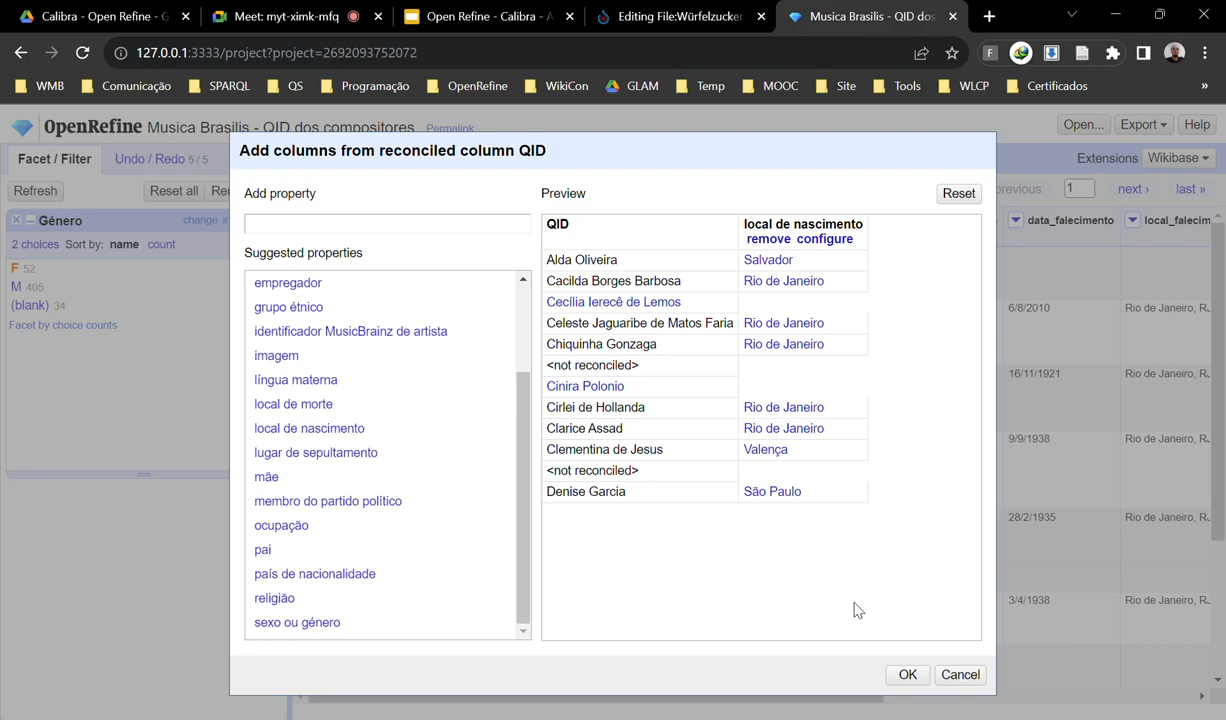 Calibra - Open Refine - G
Meet: myt-ximk-mfq
Open Refine - Calibra - A
Editing File:Würfelzucker
Musica Brasilis - QID dos
127.0.0.1:3333/project?project=2692093752072
WMB Comunicação SPARQL QS Programação OpenRefine WikiCon GLAM Temp MOOC Site Tools WLCP Certificados »
OpenRefine Musica Brasilis - QID dos compositores Permalink
Open... Export Help
Facet / Filter Undo / Redo 5 / 5
Extensions Wikibase
Refresh Reset all
previous 1 next › last »
Gênero change
2 choices Sort by: name count
F 52
M 405
(blank) 34
Facet by choice counts
Add columns from reconciled column QID
Add property
Suggested properties
empregador
grupo étnico
identificador MusicBrainz de artista
imagem
língua materna
local de morte
local de nascimento
lugar de sepultamento
mãe
membro do partido político
ocupação
pai
país de nacionalidade
religião
sexo ou género
Preview Reset
QID local de nascimento
remove configure
Alda Oliveira Salvador
Cacilda Borges Barbosa Rio de Janeiro
Cecília Ierecê de Lemos
Celeste Jaguaribe de Matos Faria Rio de Janeiro
Chiquinha Gonzaga Rio de Janeiro
<not reconciled>
Cinira Polonio
Cirlei de Hollanda Rio de Janeiro
Clarice Assad Rio de Janeiro
Clementina de Jesus Valença
<not reconciled>
Denise Garcia São Paulo
OK Cancel
data_falecimento local_falecim
6/8/2010 Rio de Janeiro, R
16/11/1921 Rio de Janeiro, R
9/9/1938 Rio de Janeiro, R
28/2/1935 Rio de Janeiro, R
3/4/1938 Rio de Janeiro, R